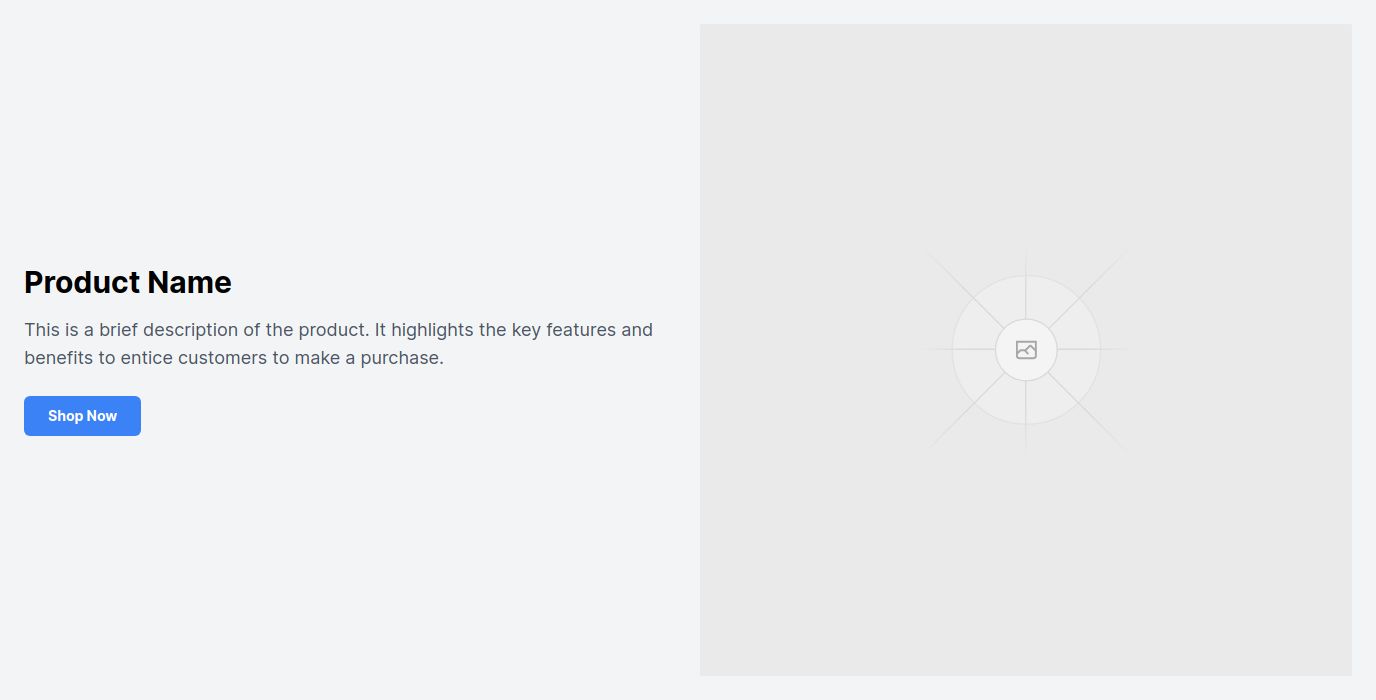 Product Name
This is a brief description of the product. It highlights the key features and
benefits to entice customers to make a purchase.
Shop Now